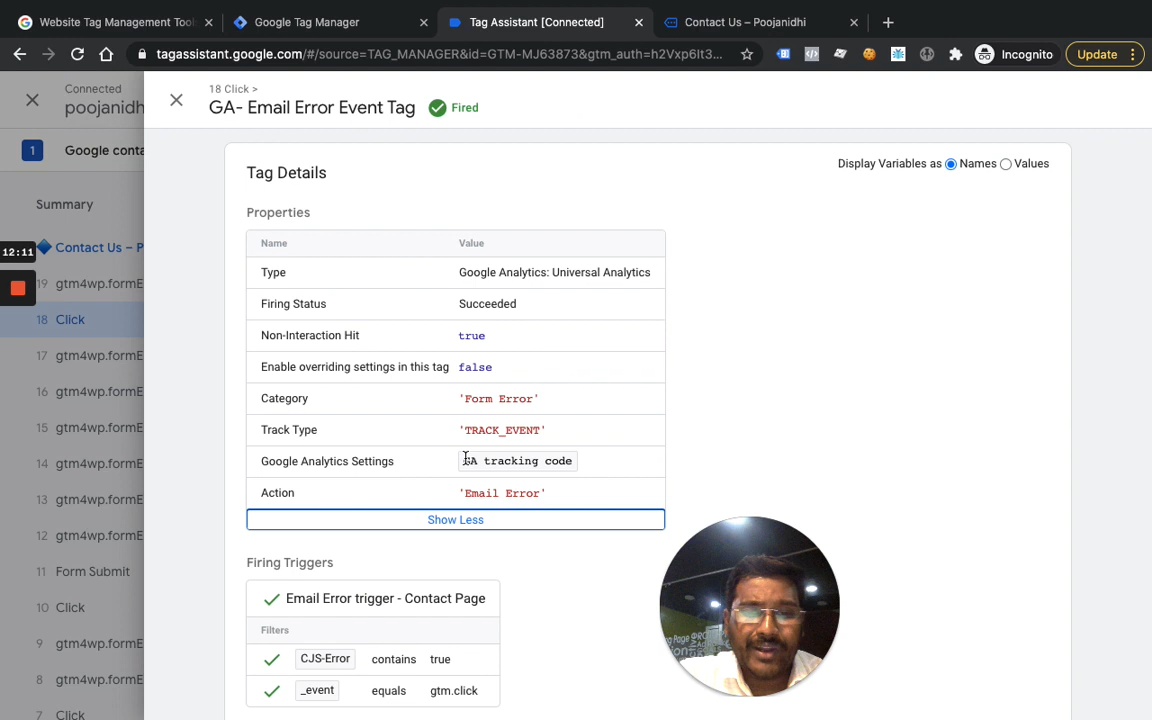 Website Tag Management Tool
Google Tag Manager
Tag Assistant [Connected]
Contact Us – Poojanidhi
tagassistant.google.com/#/source=TAG_MANAGER&id=GTM-MJ63873&gtm_auth=h2Vxp6It3...
Incognito
Update
Connected
poojanidh
1
Google conta
Summary
12:11
Contact Us – P
19 gtm4wp.formE
18 Click
17 gtm4wp.formE
16 gtm4wp.formE
15 gtm4wp.formE
14 gtm4wp.formE
13 gtm4wp.formE
12 gtm4wp.formE
11 Form Submit
10 Click
9 gtm4wp.formE
8 gtm4wp.formE
7 Click
18 Click >
GA- Email Error Event Tag
Fired
Tag Details
Display Variables as Names Values
Properties
Name Value
Type Google Analytics: Universal Analytics
Firing Status Succeeded
Non-Interaction Hit true
Enable overriding settings in this tag false
Category 'Form Error'
Track Type 'TRACK_EVENT'
Google Analytics Settings GA tracking code
Action 'Email Error'
Show Less
Firing Triggers
Email Error trigger - Contact Page
Filters
CJS-Error contains true
_event equals gtm.click